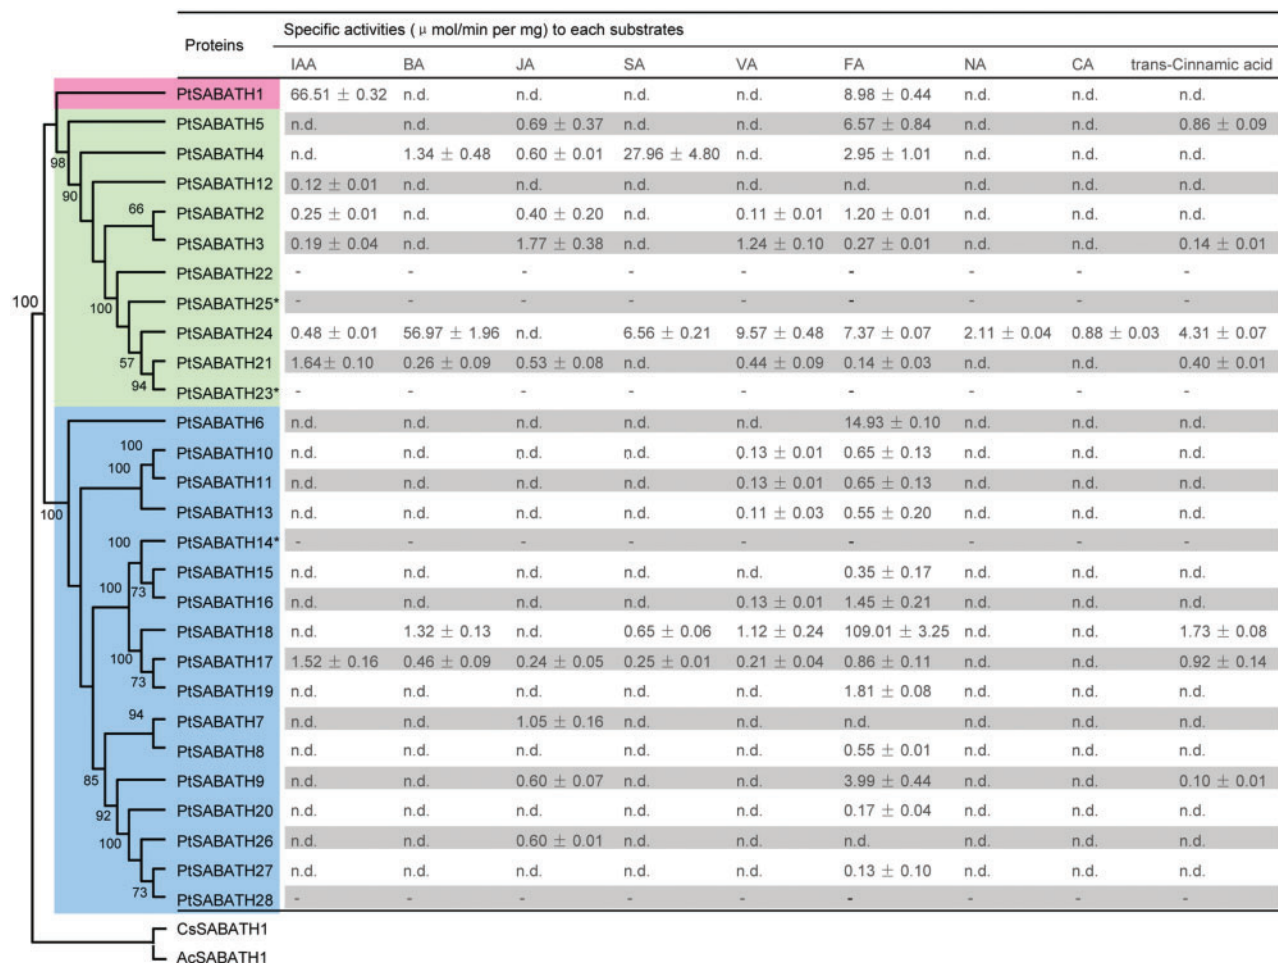 Proteins
Specific activities ( μ mol/min per mg) to each substrates
IAA BA JA SA VA FA NA CA trans-Cinnamic acid
PtSABATH1 66.51 ± 0.32 n.d. n.d. n.d. n.d. 8.98 ± 0.44 n.d. n.d. n.d.
PtSABATH5 n.d. n.d. 0.69 ± 0.37 n.d. n.d. 6.57 ± 0.84 n.d. n.d. 0.86 ± 0.09
98
PtSABATH4 n.d. 1.34 ± 0.48 0.60 ± 0.01 27.96 ± 4.80 n.d. 2.95 ± 1.01 n.d. n.d. n.d.
90
PtSABATH12 0.12 ± 0.01 n.d. n.d. n.d. n.d. n.d. n.d. n.d. n.d.
66
PtSABATH2 0.25 ± 0.01 n.d. 0.40 ± 0.20 n.d. 0.11 ± 0.01 1.20 ± 0.01 n.d. n.d. n.d.
PtSABATH3 0.19 ± 0.04 n.d. 1.77 ± 0.38 n.d. 1.24 ± 0.10 0.27 ± 0.01 n.d. n.d. 0.14 ± 0.01
PtSABATH22 - - - - - - - - -
100
100
PtSABATH25* - - - - - - - - -
PtSABATH24 0.48 ± 0.01 56.97 ± 1.96 n.d. 6.56 ± 0.21 9.57 ± 0.48 7.37 ± 0.07 2.11 ± 0.04 0.88 ± 0.03 4.31 ± 0.07
57
PtSABATH21 1.64± 0.10 0.26 ± 0.09 0.53 ± 0.08 n.d. 0.44 ± 0.09 0.14 ± 0.03 n.d. n.d. 0.40 ± 0.01
94
PtSABATH23* - - - - - - - - -
PtSABATH6 n.d. n.d. n.d. n.d. n.d. 14.93 ± 0.10 n.d. n.d. n.d.
100
PtSABATH10 n.d. n.d. n.d. n.d. 0.13 ± 0.01 0.65 ± 0.13 n.d. n.d. n.d.
100
PtSABATH11 n.d. n.d. n.d. n.d. 0.13 ± 0.01 0.65 ± 0.13 n.d. n.d. n.d.
100
PtSABATH13 n.d. n.d. n.d. n.d. 0.11 ± 0.03 0.55 ± 0.20 n.d. n.d. n.d.
100
PtSABATH14* - - - - - - - - -
PtSABATH15 n.d. n.d. n.d. n.d. n.d. 0.35 ± 0.17 n.d. n.d. n.d.
100
73
PtSABATH16 n.d. n.d. n.d. n.d. 0.13 ± 0.01 1.45 ± 0.21 n.d. n.d. n.d.
PtSABATH18 n.d. 1.32 ± 0.13 n.d. 0.65 ± 0.06 1.12 ± 0.24 109.01 ± 3.25 n.d. n.d. 1.73 ± 0.08
100
PtSABATH17 1.52 ± 0.16 0.46 ± 0.09 0.24 ± 0.05 0.25 ± 0.01 0.21 ± 0.04 0.86 ± 0.11 n.d. n.d. 0.92 ± 0.14
73
PtSABATH19 n.d. n.d. n.d. n.d. n.d. 1.81 ± 0.08 n.d. n.d. n.d.
94
PtSABATH7 n.d. n.d. 1.05 ± 0.16 n.d. n.d. n.d. n.d. n.d. n.d.
PtSABATH8 n.d. n.d. n.d. n.d. n.d. 0.55 ± 0.01 n.d. n.d. n.d.
85
PtSABATH9 n.d. n.d. 0.60 ± 0.07 n.d. n.d. 3.99 ± 0.44 n.d. n.d. 0.10 ± 0.01
92
PtSABATH20 n.d. n.d. n.d. n.d. n.d. 0.17 ± 0.04 n.d. n.d. n.d.
100
PtSABATH26 n.d. n.d. 0.60 ± 0.01 n.d. n.d. n.d. n.d. n.d. n.d.
PtSABATH27 n.d. n.d. n.d. n.d. n.d. 0.13 ± 0.10 n.d. n.d. n.d.
73
PtSABATH28 - - - - - - - - -
CsSABATH1
AcSABATH1